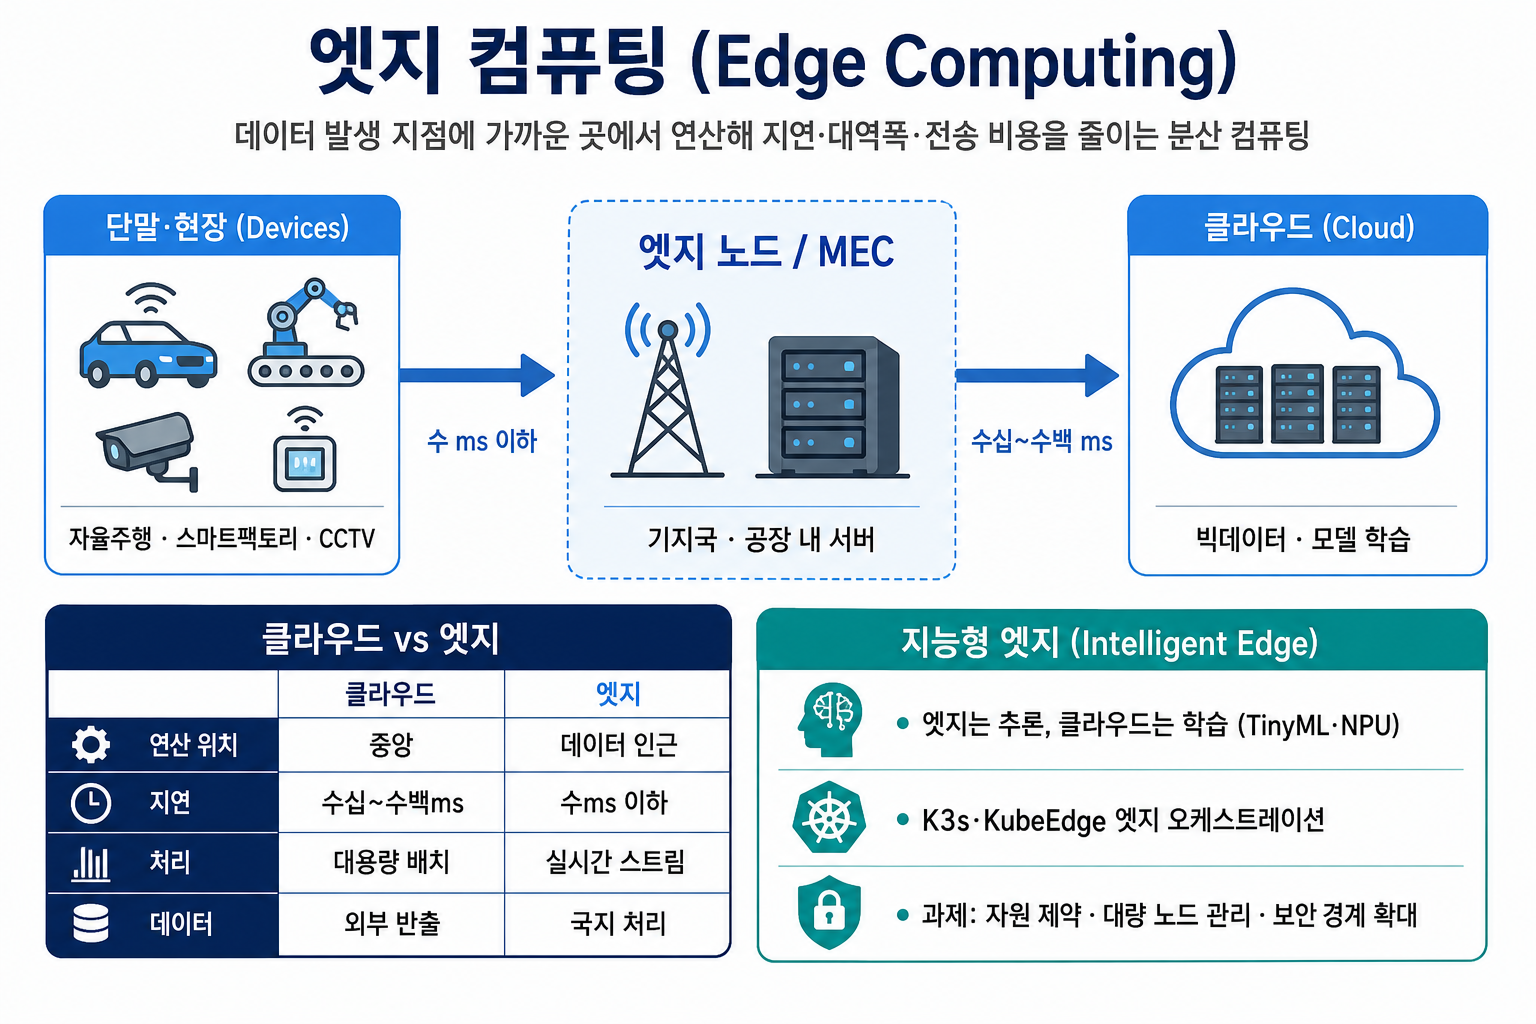 엣지 컴퓨팅 (Edge Computing)
데이터 발생 지점에 가까운 곳에서 연산해 지연·대역폭·전송 비용을 줄이는 분산 컴퓨팅
단말·현장 (Devices)
자율주행 · 스마트팩토리 · CCTV
수 ms 이하
엣지 노드 / MEC
기지국 · 공장 내 서버
수십~수백 ms
클라우드 (Cloud)
빅데이터 · 모델 학습
클라우드 vs 엣지
클라우드 엣지
연산 위치 중앙 데이터 인근
지연 수십~수백ms 수ms 이하
처리 대용량 배치 실시간 스트림
데이터 외부 반출 국지 처리
지능형 엣지 (Intelligent Edge)
• 엣지는 추론, 클라우드는 학습 (TinyML·NPU)
• K3s·KubeEdge 엣지 오케스트레이션
• 과제: 자원 제약 · 대량 노드 관리 · 보안 경계 확대